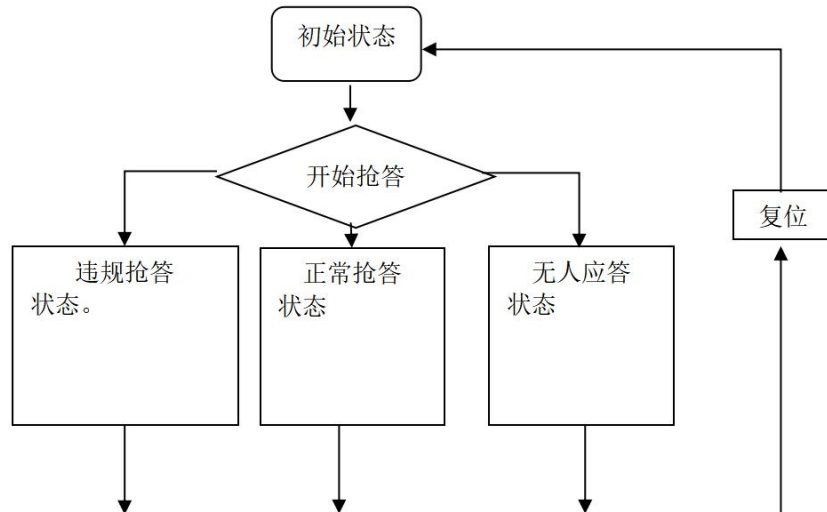 初始状态
开始抢答
复位
违规抢答
状态。
正常抢答
状态
无人应答
状态